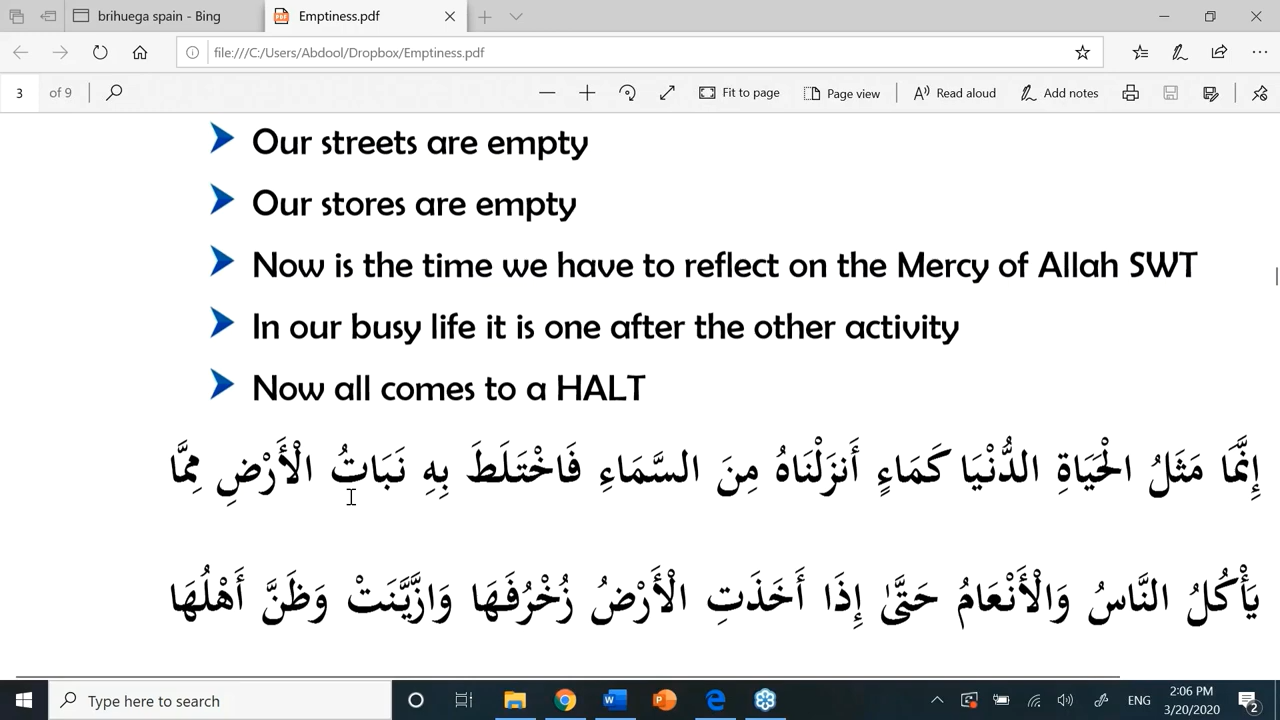 brihuega spain - Bing
Emptiness.pdf
file:///C:/Users/Abdool/Dropbox/Emptiness.pdf
3 of 9
Fit to page
Page view
Read aloud
Add notes
Our streets are empty
Our stores are empty
Now is the time we have to reflect on the Mercy of Allah SWT
In our busy life it is one after the other activity
Now all comes to a HALT
إِنَّمَا مَثَلُ الْحَيَاةِ الدُّنْيَا كَمَاءٍ أَنزَلْنَاهُ مِنَ السَّمَاءِ فَاخْتَلَطَ بِهِ نَبَاتُ الْأَرْضِ مِمَّا
يَأْكُلُ النَّاسُ وَالْأَنْعَامُ حَتَّىٰ إِذَا أَخَذَتِ الْأَرْضُ زُخْرُفَهَا وَازَّيَّنَتْ وَظَنَّ أَهْلُهَا
Type here to search
ENG
2:06 PM
3/20/2020
2